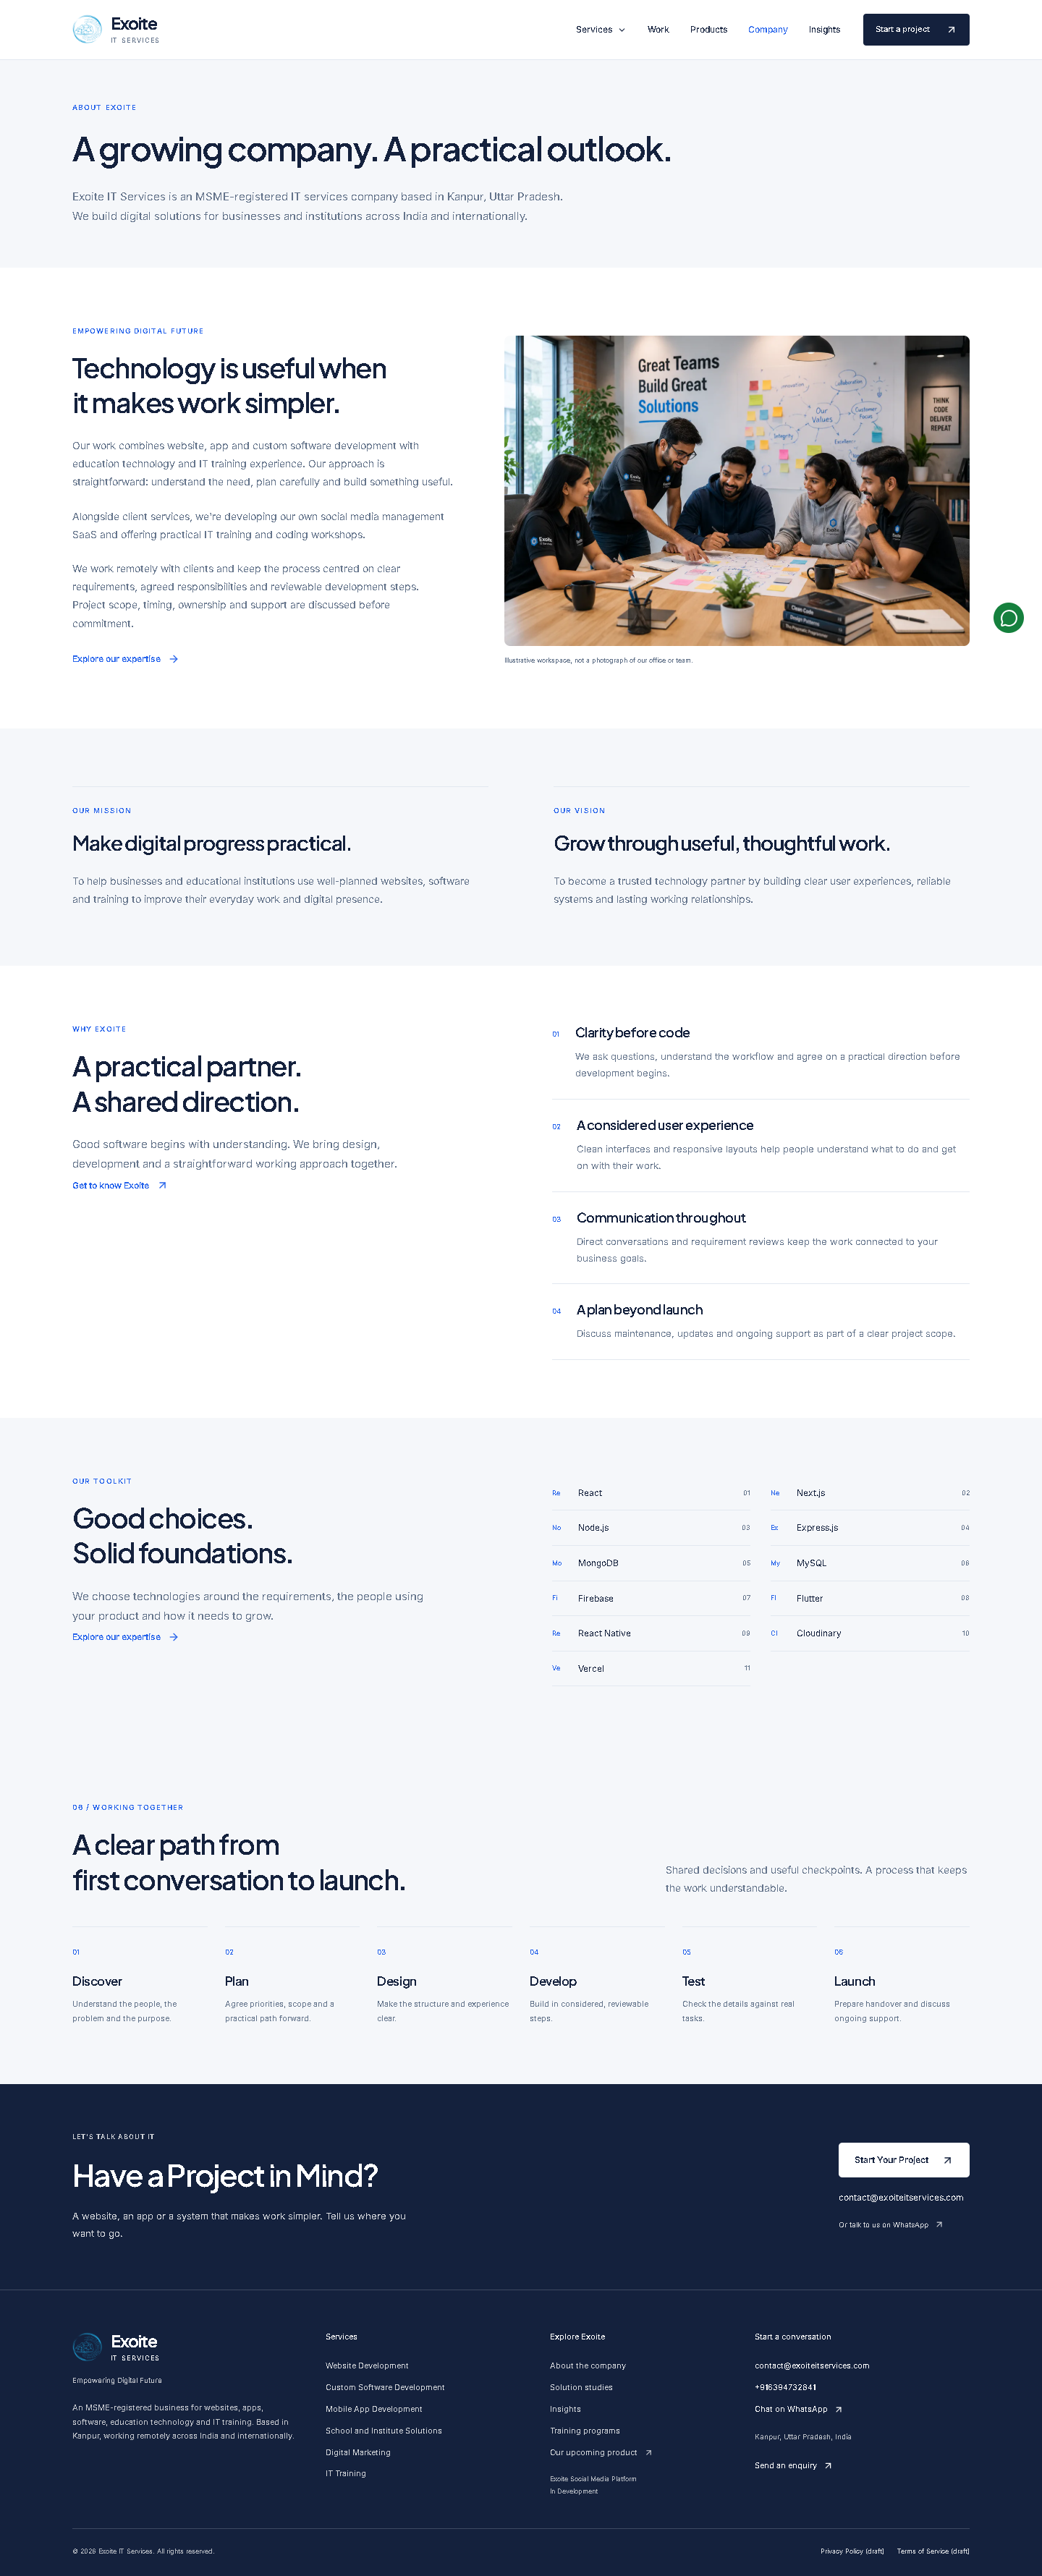 Exoite
IT SERVICES
Services
Work
Products
Company
Insights
Start a project
ABOUT EXOITE
A growing company. A practical outlook.
Exoite IT Services is an MSME-registered IT services company based in Kanpur, Uttar Pradesh.
We build digital solutions for businesses and institutions across India and internationally.
EMPOWERING DIGITAL FUTURE
Technology is useful when
it makes work simpler.
Our work combines website, app and custom software development with
education technology and IT training experience. Our approach is
straightforward: understand the need, plan carefully and build something useful.
Alongside client services, we're developing our own social media management
SaaS and offering practical IT training and coding workshops.
We work remotely with clients and keep the process centred on clear
requirements, agreed responsibilities and reviewable development steps.
Project scope, timing, ownership and support are discussed before
commitment.
Explore our expertise
Great Teams
Build Great
Solutions
Collaboration
Our
Values
Customer
Focus
Integrity
Excellence
THINK
CODE
DELIVER
REPEAT
Exoite
Exoite
Exoite
Clean Code
Illustrative workspace, not a photograph of our office or team.
OUR MISSION
Make digital progress practical.
To help businesses and educational institutions use well-planned websites, software
and training to improve their everyday work and digital presence.
OUR VISION
Grow through useful, thoughtful work.
To become a trusted technology partner by building clear user experiences, reliable
systems and lasting working relationships.
WHY EXOITE
A practical partner.
A shared direction.
Good software begins with understanding. We bring design,
development and a straightforward working approach together.
Get to know Exoite
01
Clarity before code
We ask questions, understand the workflow and agree on a practical direction before
development begins.
02
A considered user experience
Clean interfaces and responsive layouts help people understand what to do and get
on with their work.
03
Communication throughout
Direct conversations and requirement reviews keep the work connected to your
business goals.
04
A plan beyond launch
Discuss maintenance, updates and ongoing support as part of a clear project scope.
OUR TOOLKIT
Good choices.
Solid foundations.
We choose technologies around the requirements, the people using
your product and how it needs to grow.
Explore our expertise
Re React 01
Ne Next.js 02
No Node.js 03
Ex Express.js 04
Mo MongoDB 05
My MySQL 06
Fi Firebase 07
Fl Flutter 08
Re React Native 09
Cl Cloudinary 10
Ve Vercel 11
06 / WORKING TOGETHER
A clear path from
first conversation to launch.
Shared decisions and useful checkpoints. A process that keeps
the work understandable.
01
Discover
Understand the people, the
problem and the purpose.
02
Plan
Agree priorities, scope and a
practical path forward.
03
Design
Make the structure and experience
clear.
04
Develop
Build in considered, reviewable
steps.
05
Test
Check the details against real
tasks.
06
Launch
Prepare handover and discuss
ongoing support.
LET'S TALK ABOUT IT
Have a Project in Mind?
A website, an app or a system that makes work simpler. Tell us where you
want to go.
Start Your Project
contact@exoiteitservices.com
Or talk to us on WhatsApp
Exoite
IT SERVICES
Empowering Digital Future
An MSME-registered business for websites, apps,
software, education technology and IT training. Based in
Kanpur, working remotely across India and internationally.
Services
Website Development
Custom Software Development
Mobile App Development
School and Institute Solutions
Digital Marketing
IT Training
Explore Exoite
About the company
Solution studies
Insights
Training programs
Our upcoming product
Exoite Social Media Platform
In Development
Start a conversation
contact@exoiteitservices.com
+916394732841
Chat on WhatsApp
Kanpur, Uttar Pradesh, India
Send an enquiry
© 2026 Exoite IT Services. All rights reserved.
Privacy Policy (draft)
Terms of Service (draft)